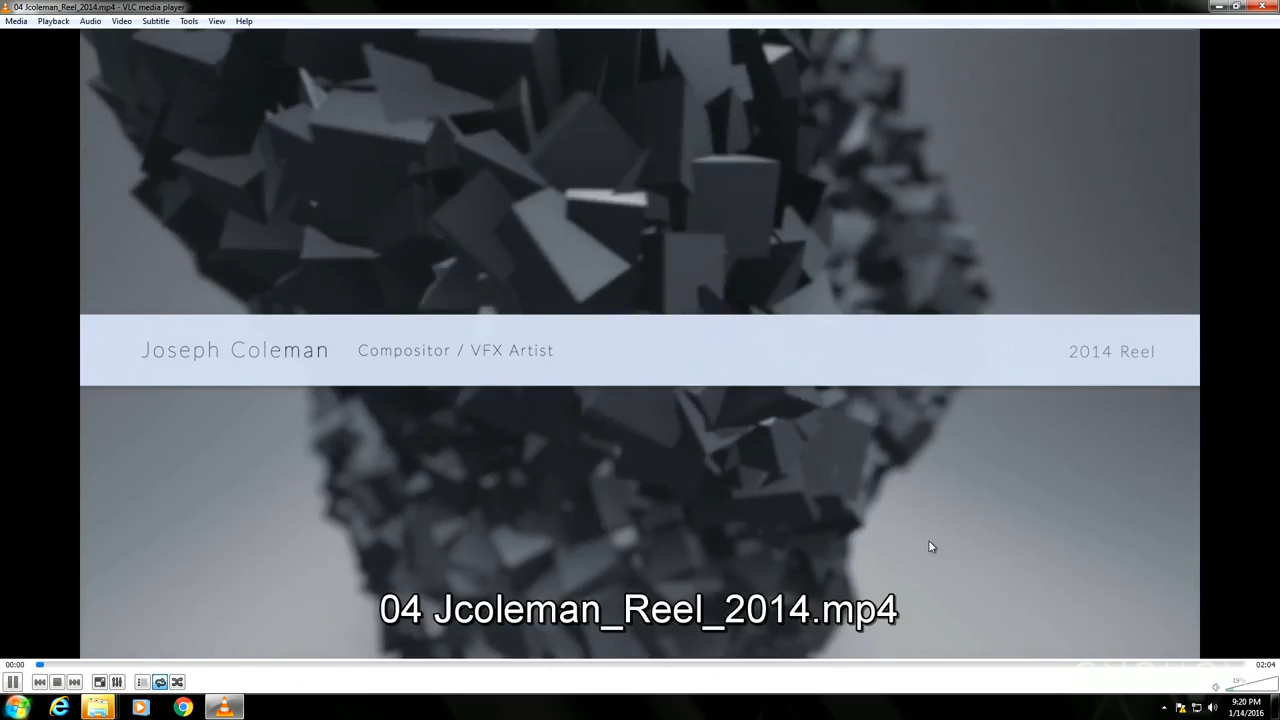 04 Jcoleman_Reel_2014.mp4 - VLC media player
Media Playback Audio Video Subtitle Tools View Help
Joseph Coleman Compositor / VFX Artist 2014 Reel
04 Jcoleman_Reel_2014.mp4
00:00 02:04
19%
9:20 PM
1/14/2016